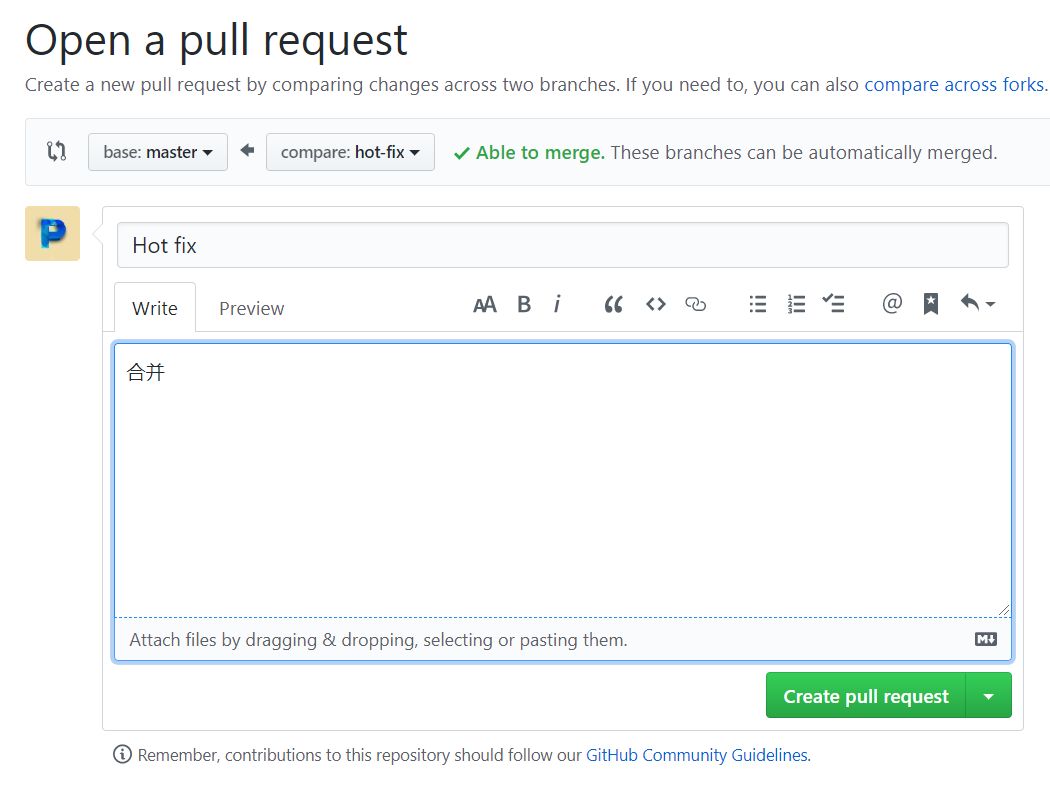 Open a pull request
Create a new pull request by comparing changes across two branches. If you need to, you can also compare across forks.
base: master compare: hot-fix Able to merge. These branches can be automatically merged.
P
Hot fix
Write Preview AA B i @
合并
Attach files by dragging & dropping, selecting or pasting them. M
Create pull request
Remember, contributions to this repository should follow our GitHub Community Guidelines.